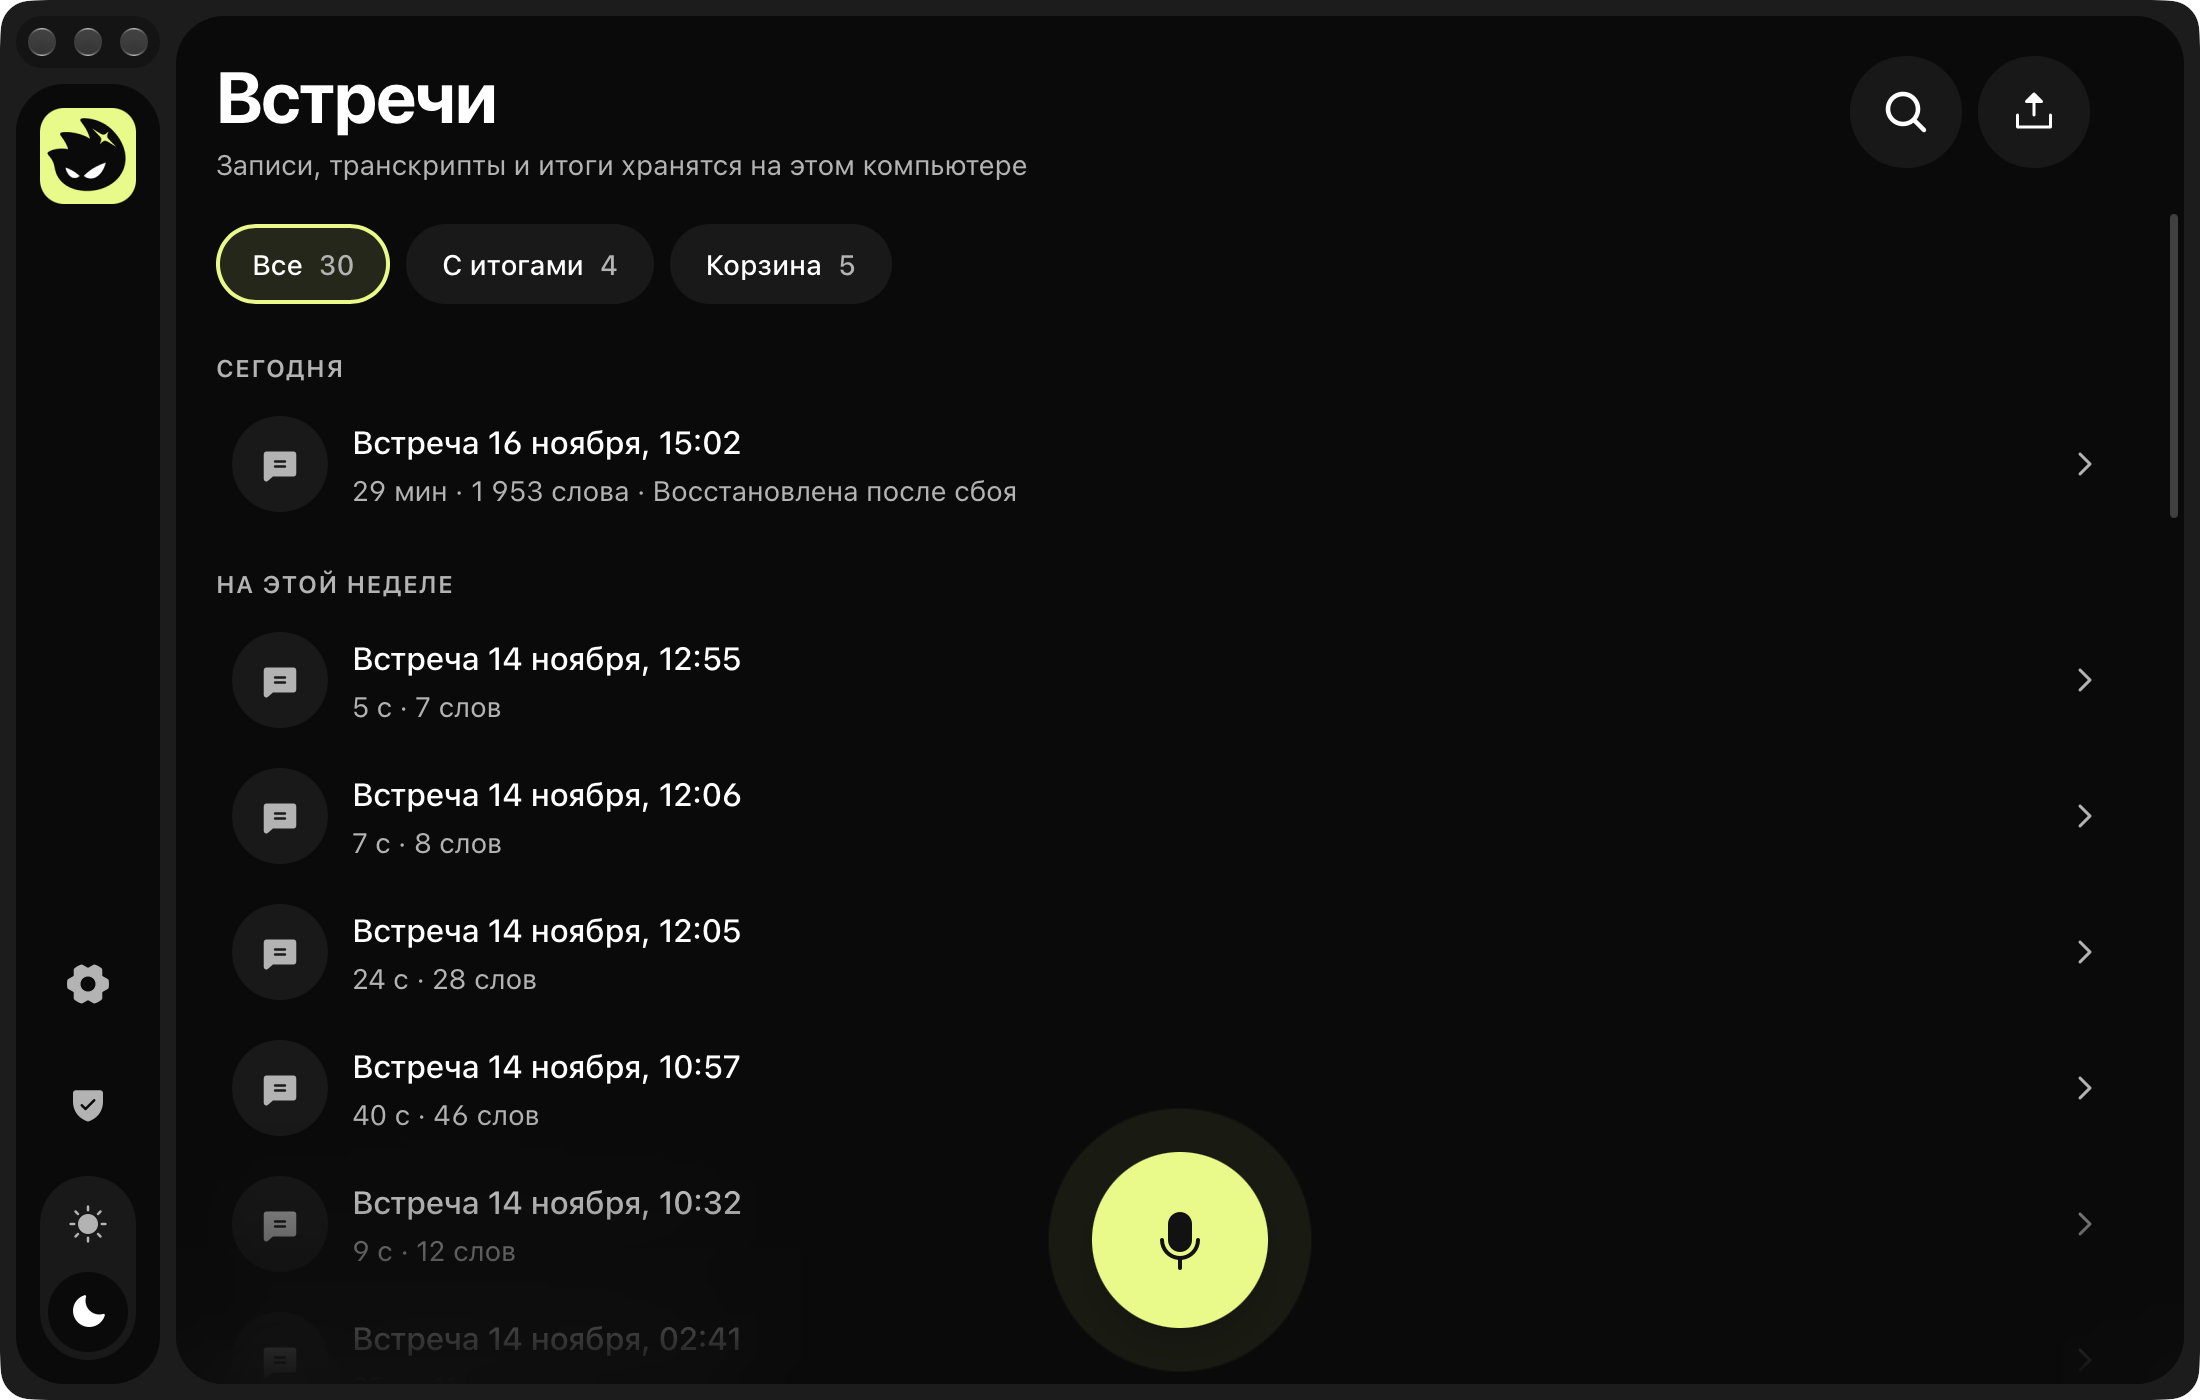 Встречи
Записи, транскрипты и итоги хранятся на этом компьютере
Все 30
С итогами 4
Корзина 5
СЕГОДНЯ
Встреча 16 ноября, 15:02
29 мин · 1 953 слова · Восстановлена после сбоя
НА ЭТОЙ НЕДЕЛЕ
Встреча 14 ноября, 12:55
5 с · 7 слов
Встреча 14 ноября, 12:06
7 с · 8 слов
Встреча 14 ноября, 12:05
24 с · 28 слов
Встреча 14 ноября, 10:57
40 с · 46 слов
Встреча 14 ноября, 10:32
9 с · 12 слов
Встреча 14 ноября, 02:41